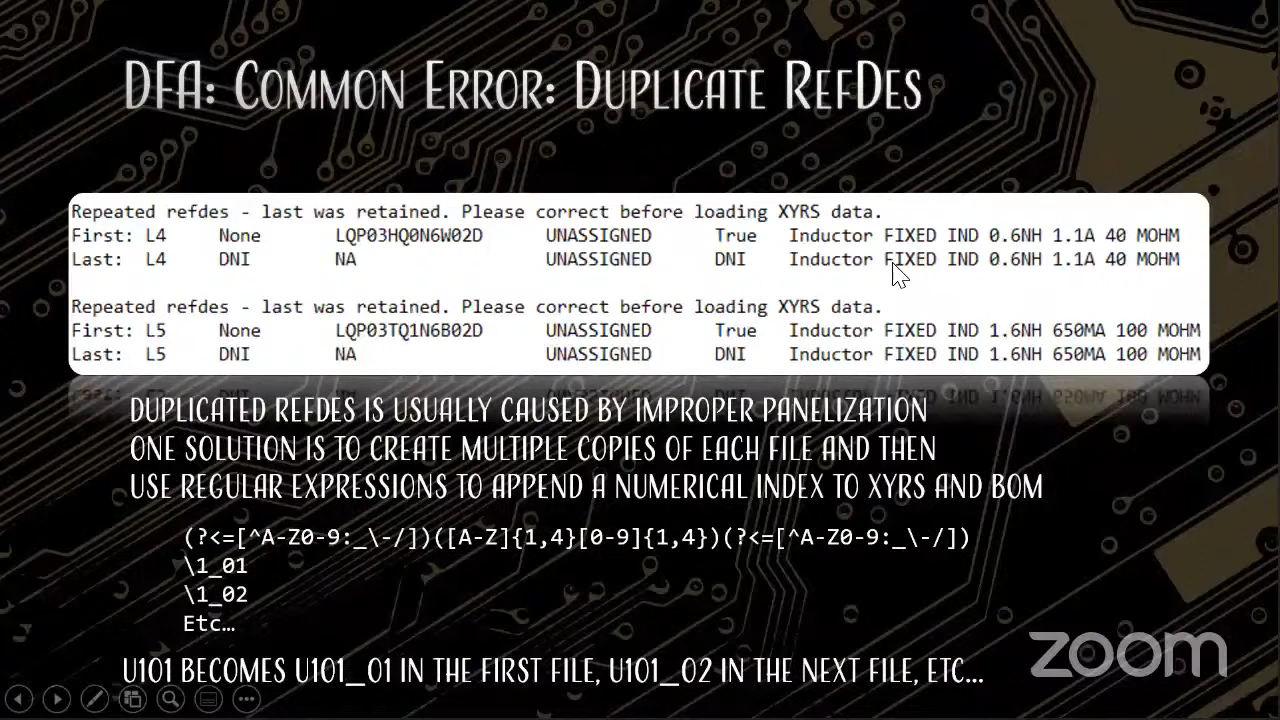 DFA: Common Error: Duplicate RefDes
Repeated refdes - last was retained. Please correct before loading XYRS data.
First: L4 None LQP03HQ0N6W02D UNASSIGNED True Inductor FIXED IND 0.6NH 1.1A 40 MOHM
Last: L4 DNI NA UNASSIGNED DNI Inductor FIXED IND 0.6NH 1.1A 40 MOHM
Repeated refdes - last was retained. Please correct before loading XYRS data.
First: L5 None LQP03TQ1N6B02D UNASSIGNED True Inductor FIXED IND 1.6NH 650MA 100 MOHM
Last: L5 DNI NA UNASSIGNED DNI Inductor FIXED IND 1.6NH 650MA 100 MOHM
DUPLICATED REFDES IS USUALLY CAUSED BY IMPROPER PANELIZATION
ONE SOLUTION IS TO CREATE MULTIPLE COPIES OF EACH FILE AND THEN
USE REGULAR EXPRESSIONS TO APPEND A NUMERICAL INDEX TO XYRS AND BOM
(?<=[^A-Z0-9:_\-/])([A-Z]{1,4}[0-9]{1,4})(?<=[^A-Z0-9:_\-/])
\1_01
\1_02
Etc…
U101 BECOMES U101_01 IN THE FIRST FILE, U101_02 IN THE NEXT FILE, ETC…
zoom